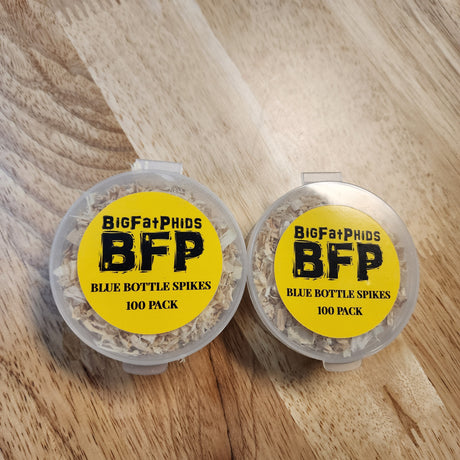 BigFatPhids
BFP
BLUE BOTTLE SPIKES
100 PACK
BigFatPhids
BFP
BLUE BOTTLE SPIKES
100 PACK